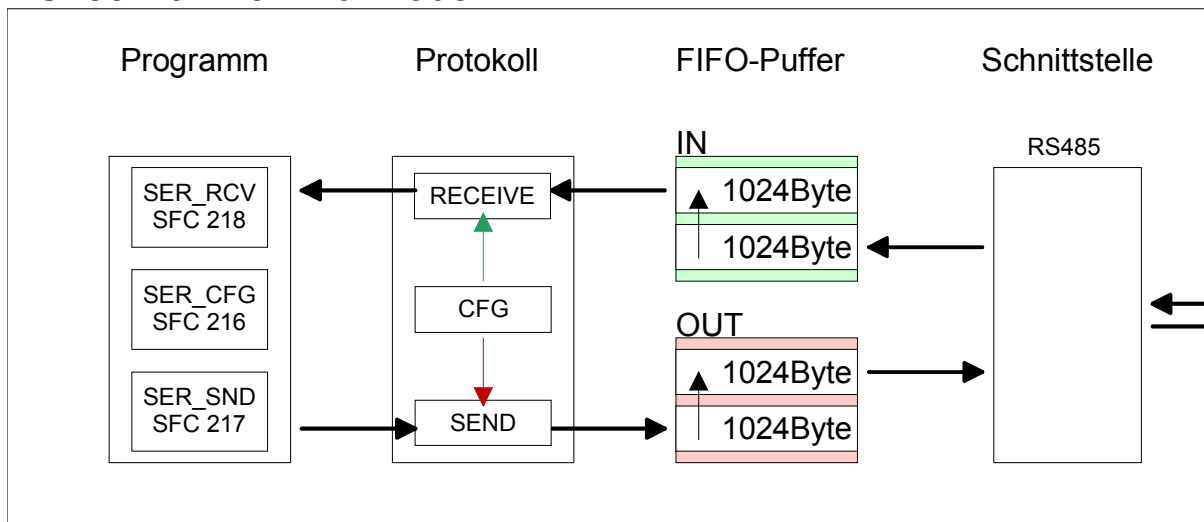 Programm
Protokoll
FIFO-Puffer
Schnittstelle
IN
RS485
SER_RCV
SFC 218
RECEIVE
1024Byte
1024Byte
SER_CFG
SFC 216
CFG
OUT
1024Byte
SER_SND
SFC 217
SEND
1024Byte